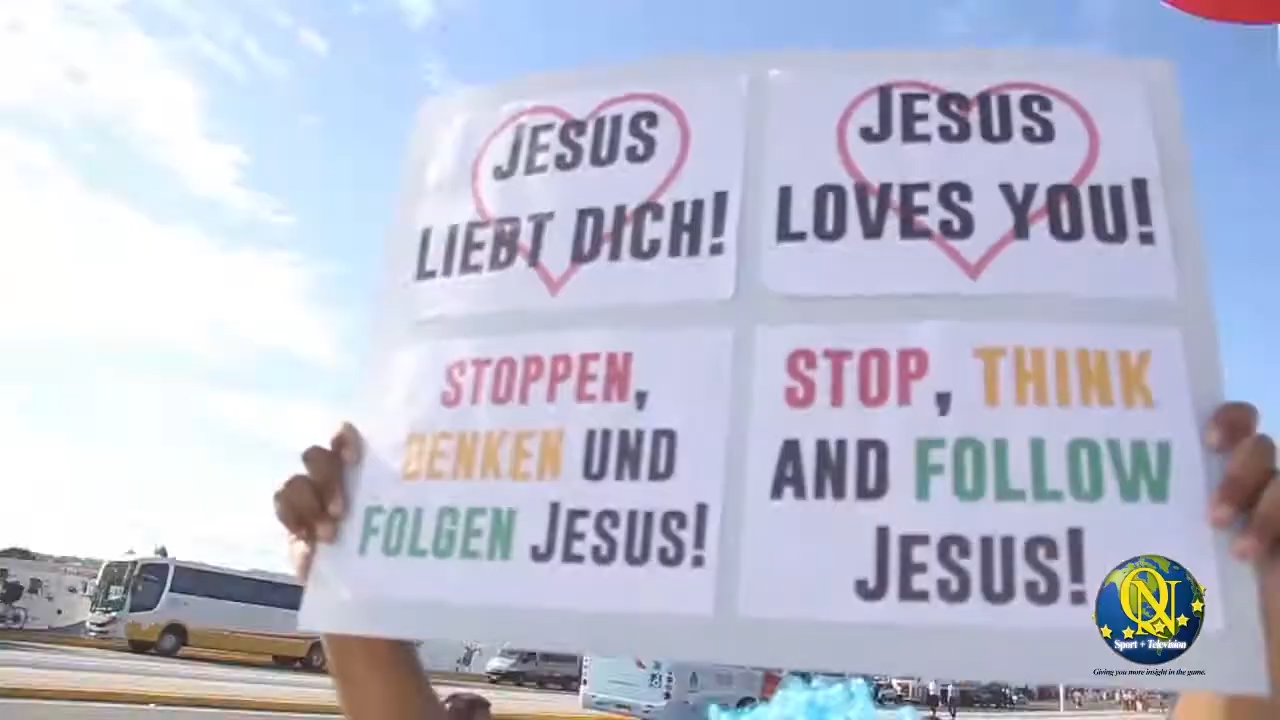 JESUS
LIEBT DICH!
JESUS
LOVES YOU!
STOPPEN,
DENKEN UND
FOLGEN JESUS!
STOP, THINK
AND FOLLOW
JESUS!
QN
Sport + Television
Giving you more insight in the game.